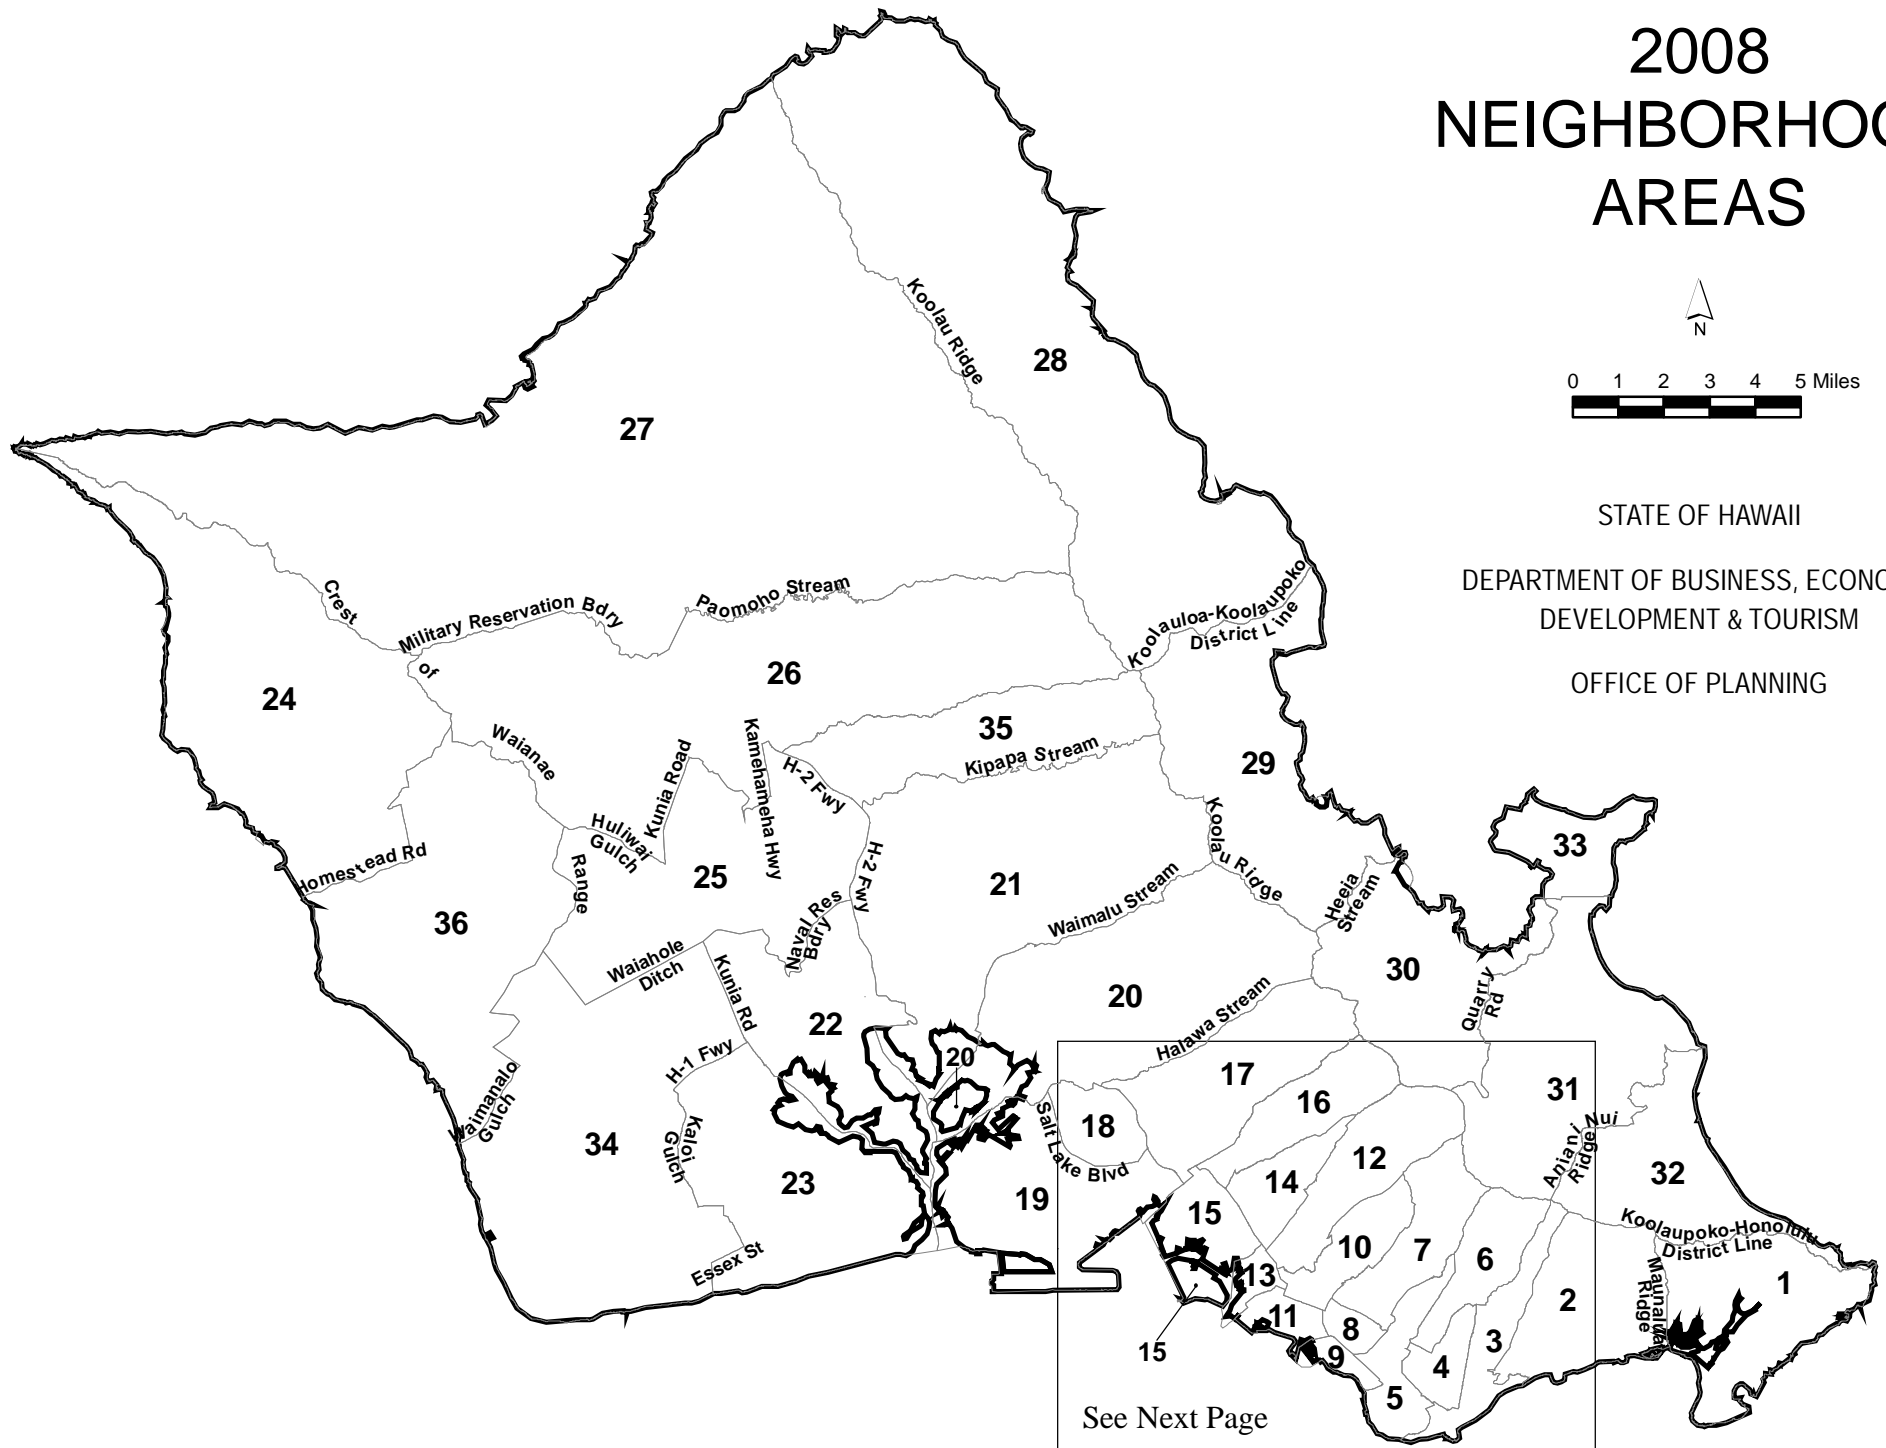 2008
NEIGHBORHOO
AREAS
N
0 1 2 3 4 5 Miles
STATE OF HAWAII
DEPARTMENT OF BUSINESS, ECONO
DEVELOPMENT & TOURISM
OFFICE OF PLANNING
Koolau Ridge
28
27
Crest
Military Reservation Bdry
Paomoho Stream
Koolauloa-Koolaupoko
District Line
of
24
26
35
Kipapa Stream
29
Waianae
Kunia Road
Kamehameha Hwy
H-2 Fwy
Koolau Ridge
33
Huliwai
Gulch
Homestead Rd
Range
25
H-2 Fwy
21
Waimalu Stream
Heeia
Stream
36
Naval Res
Bdry
Waiahole
Ditch
Kunia Rd
30
20
Quarry
Rd
Halawa Stream
22
H-1 Fwy
20
17
16
31
Waimanalo
Gulch
Kaloi
Gulch
34
23
19
Salt Lake Blvd
18
12
14
Aniani Nui
Ridge
32
15
Koolaupoko-Honolulu
District Line
10
7
6
Essex St
13
Maunalua
Ridge
1
2
11
8
3
15
9
4
5
See Next Page